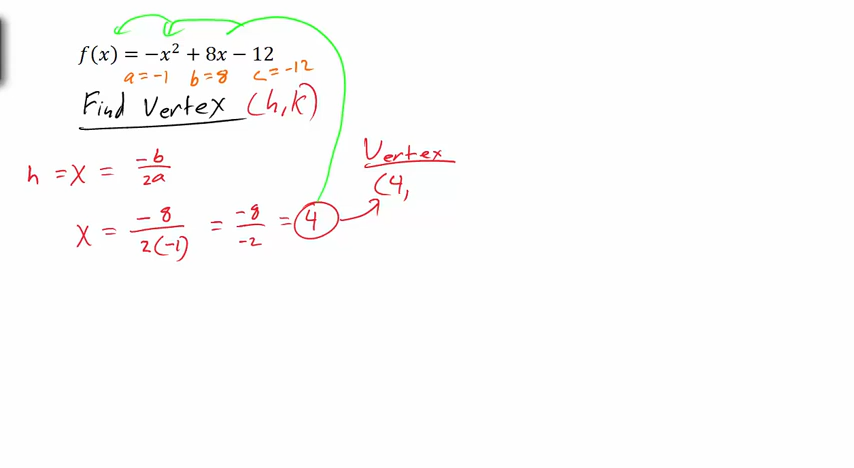 f(x) = −x² + 8x − 12
a = -1 b = 8 c = -12
Find Vertex (h, k)
h = x = -b/2a
x = -8/2(-1) = -8/-2 = 4
Vertex
(4,